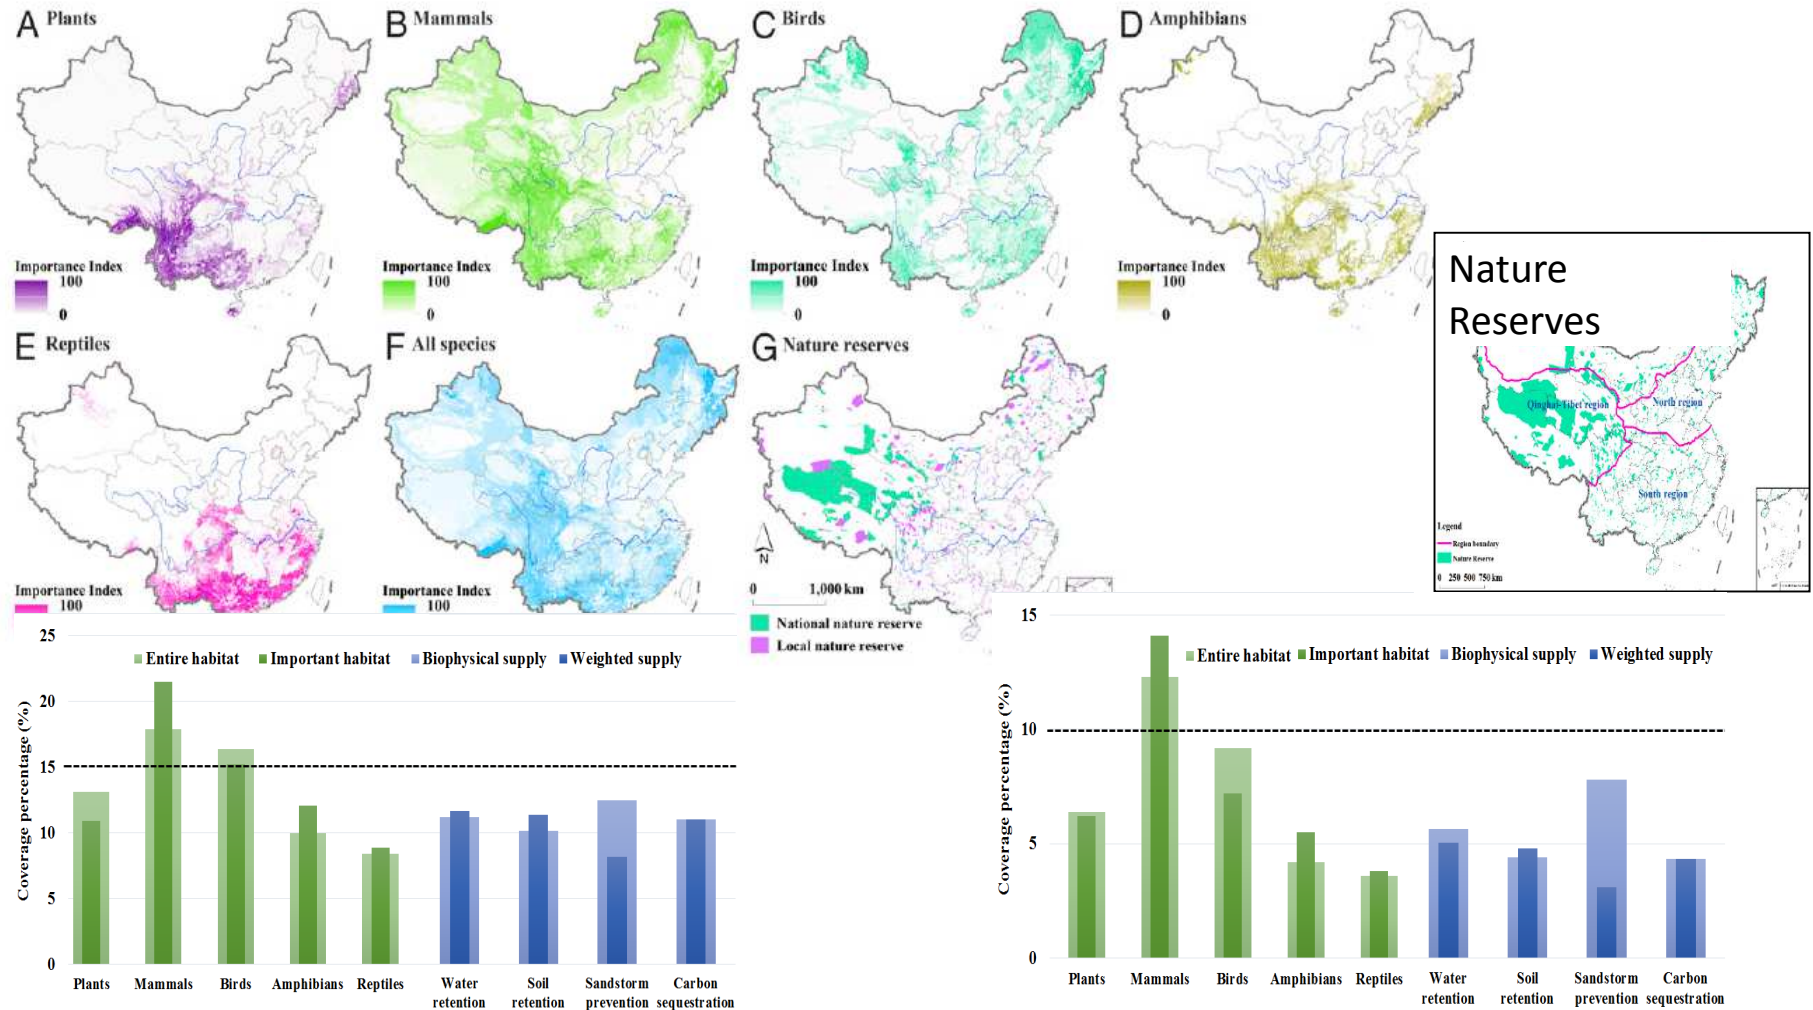 A Plants
Importance Index
100
0
B Mammals
Importance Index
100
0
C Birds
Importance Index
100
0
D Amphibians
Importance Index
100
0
E Reptiles
Importance Index
100
F All species
Importance Index
100
G Nature reserves
N
0 1,000 km
National nature reserve
Local nature reserve
Nature
Reserves
Qinghai-Tibet region
North region
South region
Legend
Region boundary
Nature Reserve
0 250 500 750 km
25
20
15
10
5
0
Coverage percentage (%)
Entire habitat Important habitat Biophysical supply Weighted supply
Plants Mammals Birds Amphibians Reptiles Water retention Soil retention Sandstorm prevention Carbon sequestration
15
10
5
0
Coverage percentage (%)
Entire habitat Important habitat Biophysical supply Weighted supply
Plants Mammals Birds Amphibians Reptiles Water retention Soil retention Sandstorm prevention Carbon sequestration